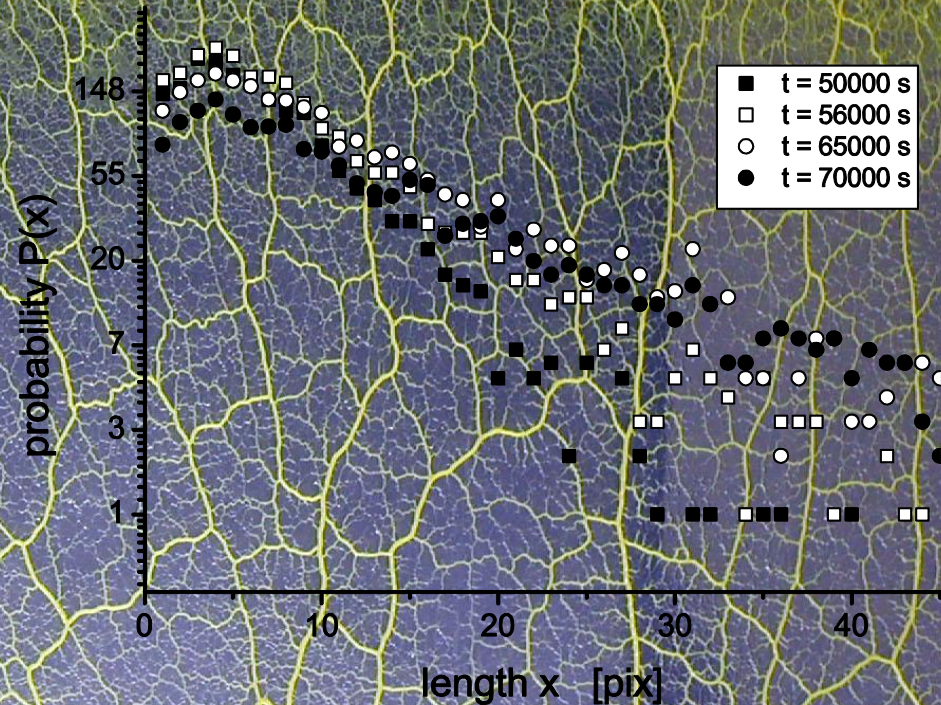 t = 50000 s
t = 56000 s
t = 65000 s
t = 70000 s
probability P(x)
148
55
20
7
3
1
0 10 20 30 40
length x [pix]